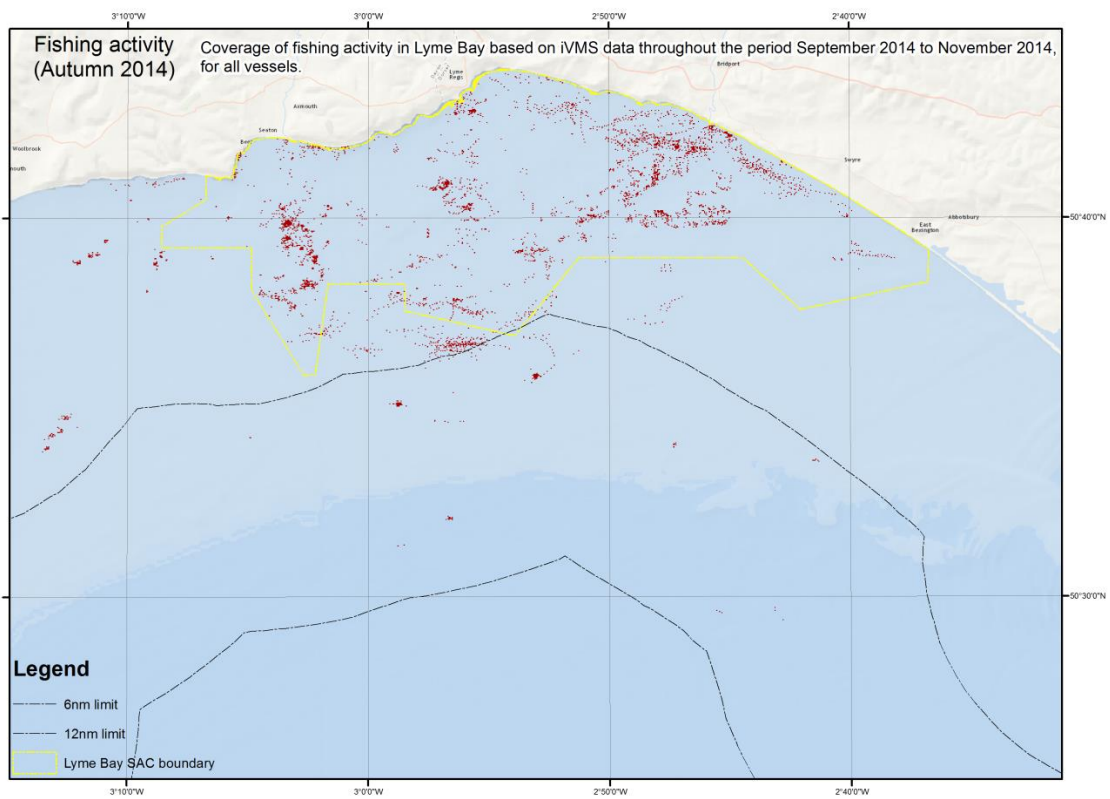 3°10'0"W 3°0'0"W 2°50'0"W 2°40'0"W
Fishing activity
(Autumn 2014)
Coverage of fishing activity in Lyme Bay based on iVMS data throughout the period September 2014 to November 2014,
for all vessels.
Lyme
Regis
Bridport
Axmouth
Seaton
Beer
Woolbrook
mouth
Swyre
Abbotsbury
East
Bexington
50°40'0"N
50°30'0"N
Legend
6nm limit
12nm limit
Lyme Bay SAC boundary
3°10'0"W 3°0'0"W 2°50'0"W 2°40'0"W